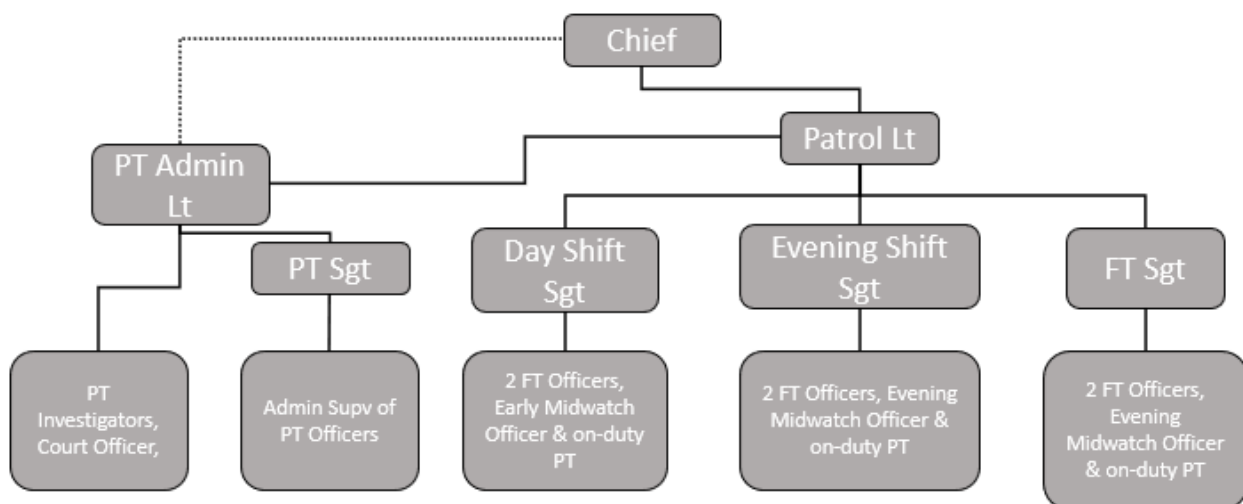 Chief
Patrol Lt
PT Admin
Lt
PT Sgt
Day Shift
Sgt
Evening Shift
Sgt
FT Sgt
PT
Investigators,
Court Officer,
Admin Supv of
PT Officers
2 FT Officers,
Early Midwatch
Officer & on-duty
PT
2 FT Officers, Evening
Midwatch Officer &
on-duty PT
2 FT Officers,
Evening
Midwatch Officer
& on-duty PT